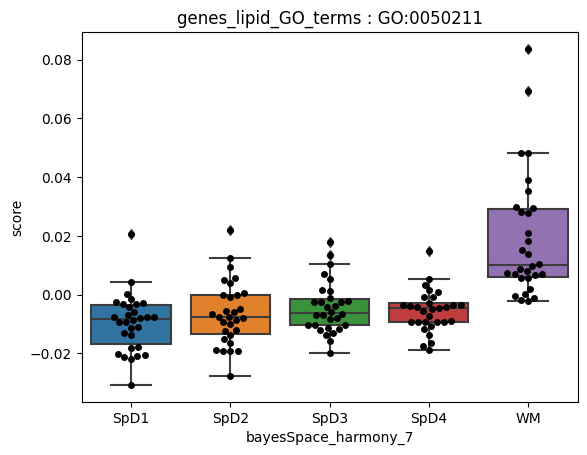 genes_lipid_GO_terms : GO:0050211
score
0.08
0.06
0.04
0.02
0.00
−0.02
SpD1 SpD2 SpD3 SpD4 WM
bayesSpace_harmony_7